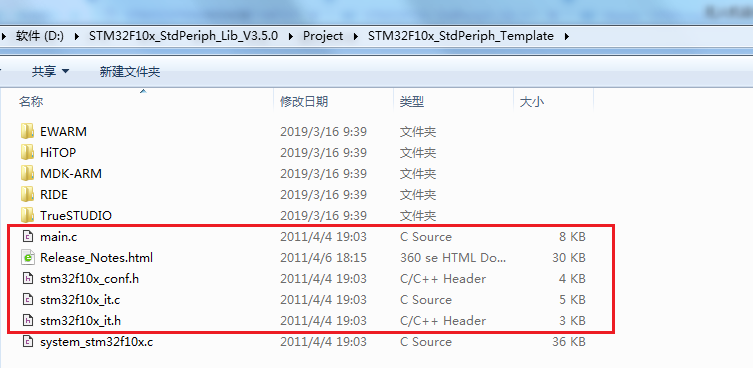 软件 (D:) ▸ STM32F10x_StdPeriph_Lib_V3.5.0 ▸ Project ▸ STM32F10x_StdPeriph_Template ▸
共享 ▾ 新建文件夹
名称 修改日期 类型 大小
EWARM 2019/3/16 9:39 文件夹
HiTOP 2019/3/16 9:39 文件夹
MDK-ARM 2019/3/16 9:39 文件夹
RIDE 2019/3/16 9:39 文件夹
TrueSTUDIO 2019/3/16 9:39 文件夹
main.c 2011/4/4 19:03 C Source 8 KB
Release_Notes.html 2011/4/6 18:15 360 se HTML Do... 30 KB
stm32f10x_conf.h 2011/4/4 19:03 C/C++ Header 4 KB
stm32f10x_it.c 2011/4/4 19:03 C Source 5 KB
stm32f10x_it.h 2011/4/4 19:03 C/C++ Header 3 KB
system_stm32f10x.c 2011/4/4 19:03 C Source 36 KB